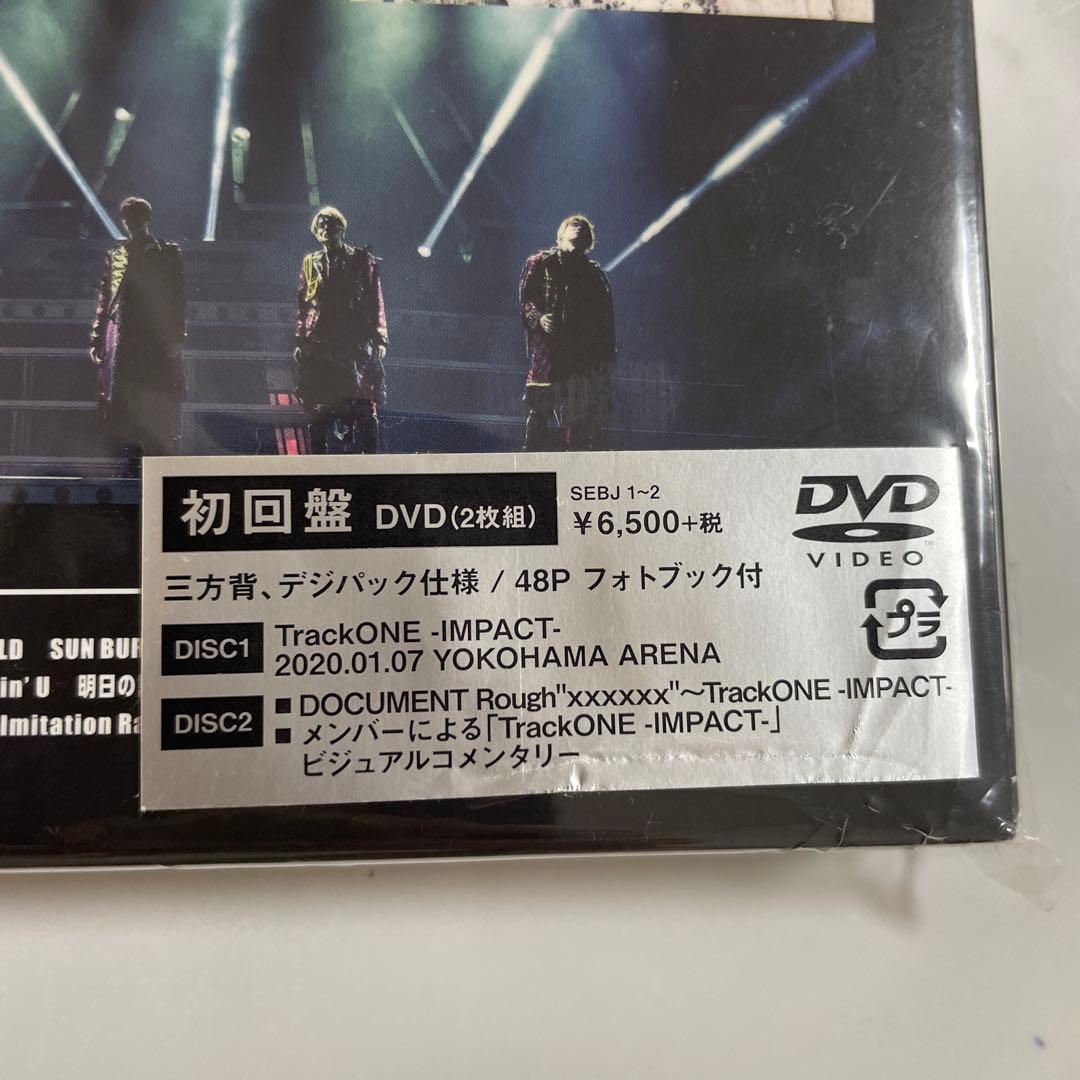 初回盤 DVD(2枚組)
SEBJ 1~2
¥6,500+税
DVD
VIDEO
TM
三方背、デジパック仕様 / 48P フォトブック付
プラ
DISC1
TrackONE -IMPACT-
2020.01.07 YOKOHAMA ARENA
DISC2
■ DOCUMENT Rough"xxxxxx"~TrackONE -IMPACT-
■ メンバーによる「TrackONE -IMPACT-」
ビジュアルコメンタリー
LD SUN BUR
in' U 明日の
Imitation Ra